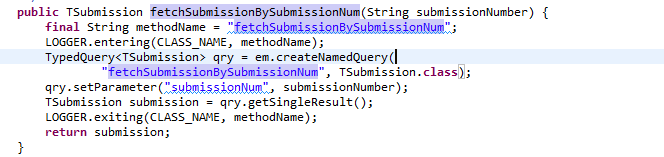 public TSubmission fetchSubmissionBySubmissionNum(String submissionNumber) {
final String methodName = "fetchSubmissionBySubmissionNum";
LOGGER.entering(CLASS_NAME, methodName);
TypedQuery<TSubmission> qry = em.createNamedQuery(
"fetchSubmissionBySubmissionNum", TSubmission.class);
qry.setParameter("submissionNum", submissionNumber);
TSubmission submission = qry.getSingleResult();
LOGGER.exiting(CLASS_NAME, methodName);
return submission;
}